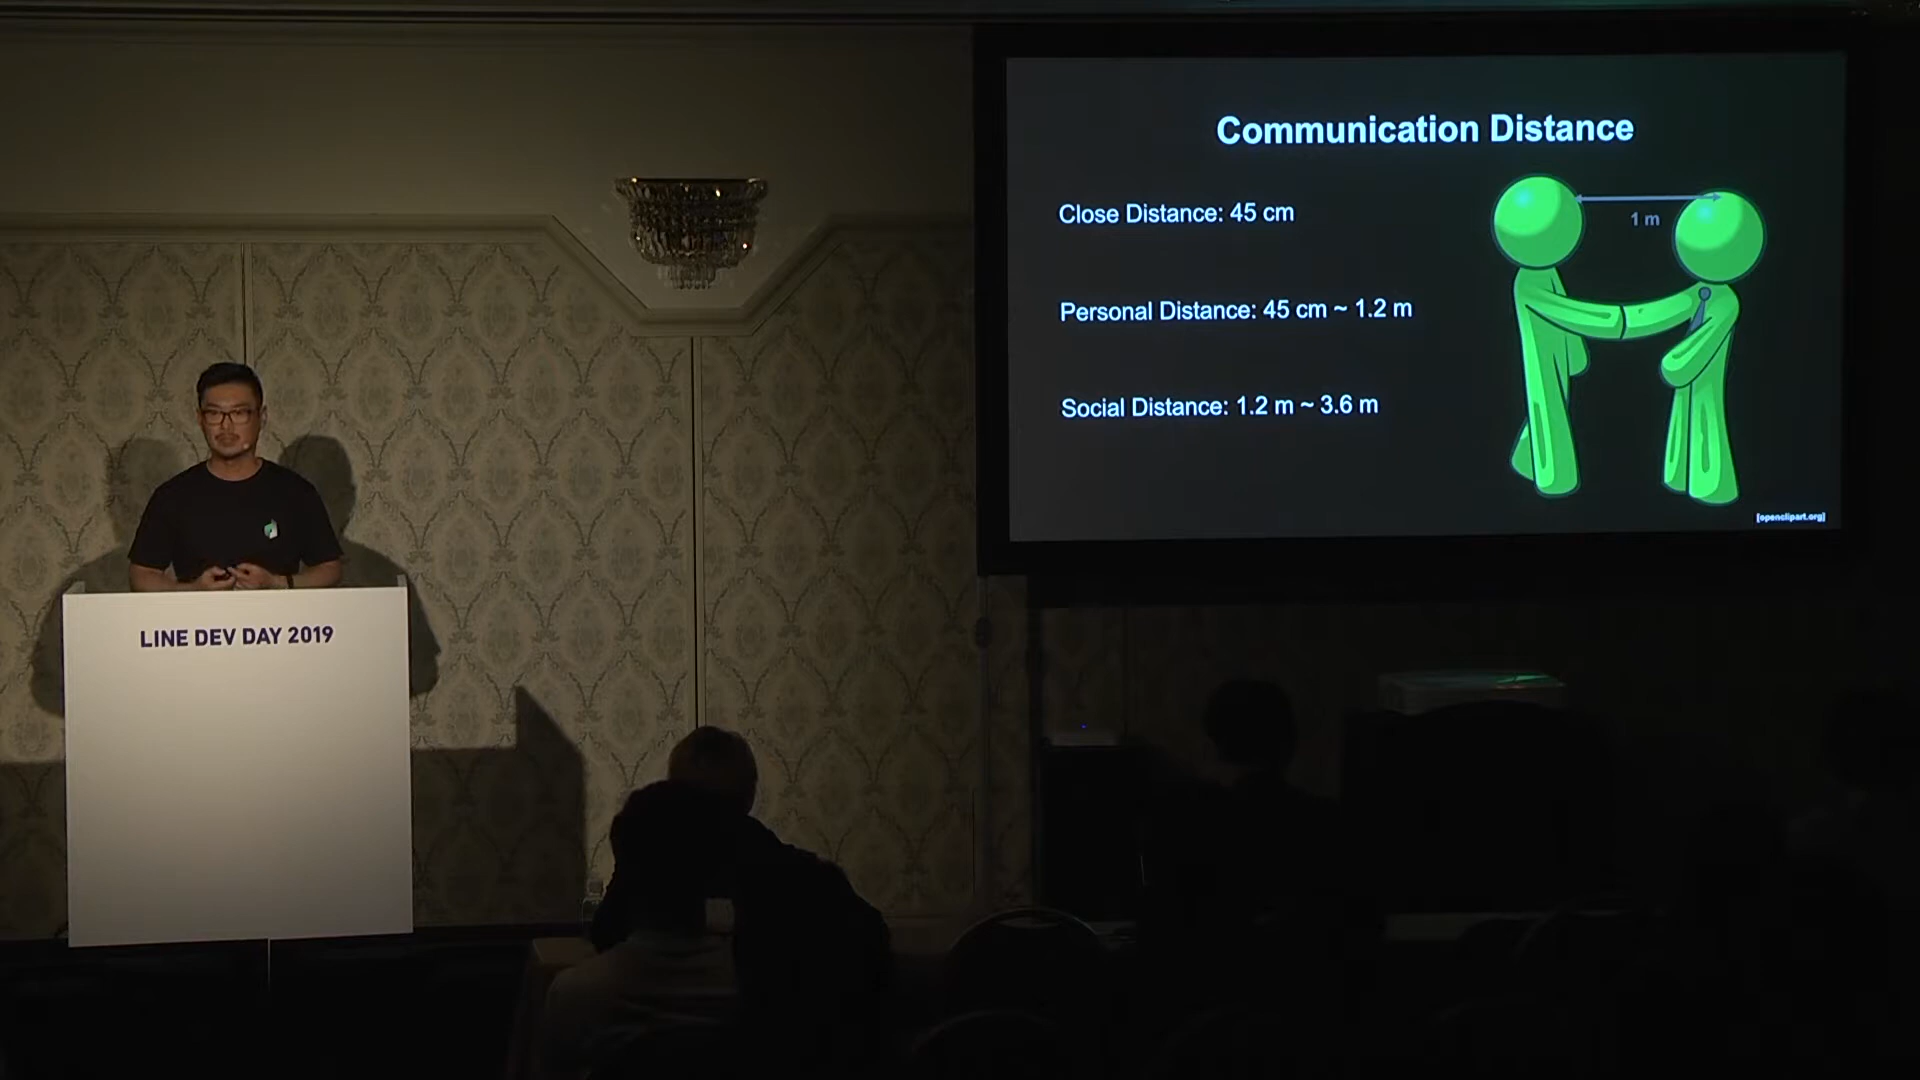 Communication Distance
Close Distance: 45 cm
1 m
Personal Distance: 45 cm ~ 1.2 m
Social Distance: 1.2 m ~ 3.6 m
[openclipart.org]
LINE DEV DAY 2019